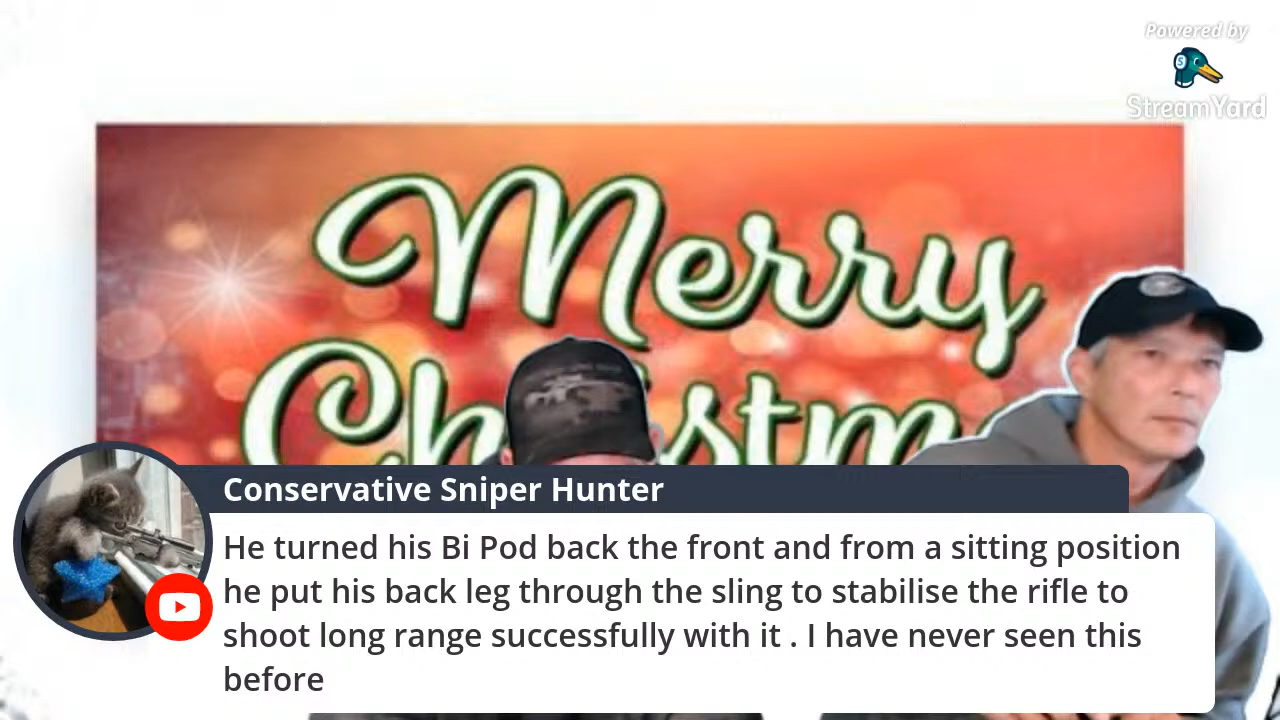 Powered by
StreamYard
Merry
Christm
Conservative Sniper Hunter
He turned his Bi Pod back the front and from a sitting position
he put his back leg through the sling to stabilise the rifle to
shoot long range successfully with it . I have never seen this
before